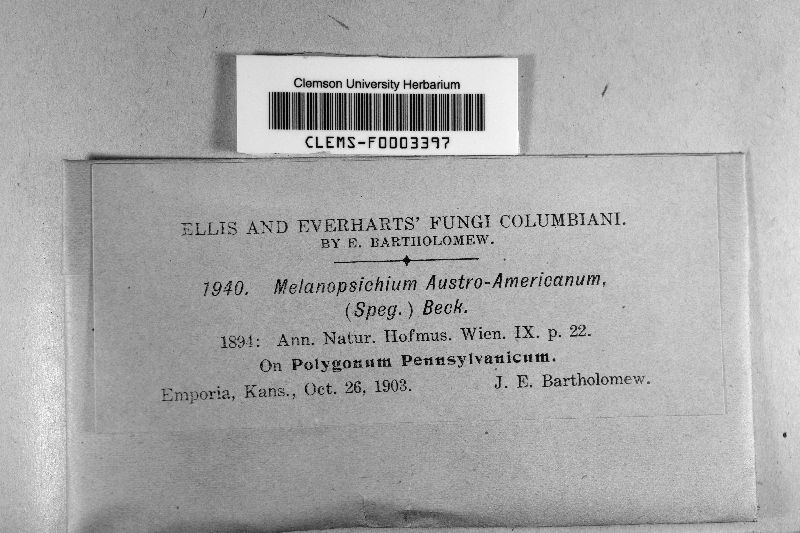 Clemson University Herbarium
CLEMS-F0003397
ELLIS AND EVERHARTS' FUNGI COLUMBIANI.
BY E. BARTHOLOMEW.
1940. Melanopsichium Austro-Americanum,
(Speg.) Beck.
1894: Ann. Natur. Hofmus. Wien. IX. p. 22.
On Polygonum Pennsylvanicum.
Emporia, Kans., Oct. 26, 1903. J. E. Bartholomew.